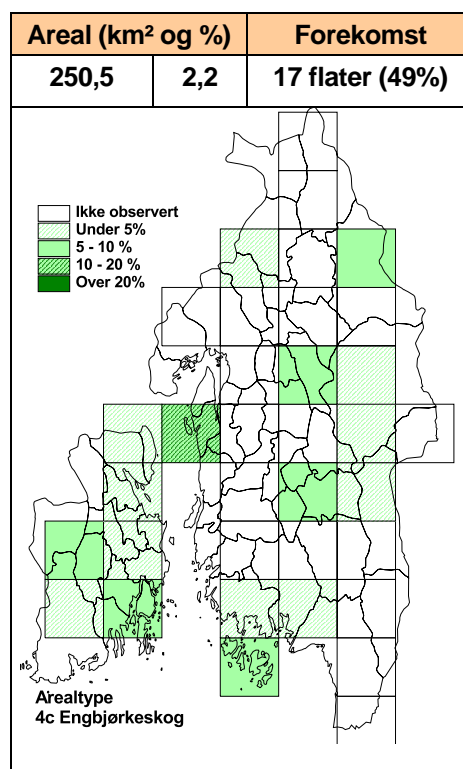 Areal (km² og %) Forekomst
250,5 2,2 17 flater (49%)
Ikke observert
Under 5%
5 - 10 %
10 - 20 %
Over 20%
Arealtype
4c Engbjørkeskog